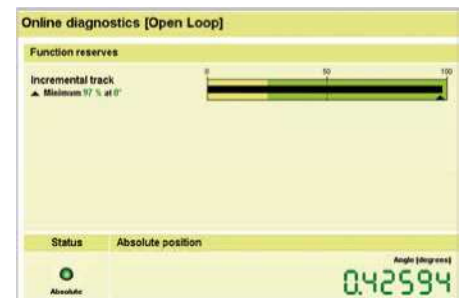 Online diagnostics [Open Loop]
Function reserves
0 50 100
Incremental track
Minimum 97 % at 0°
Status Absolute position
Angle [degrees]
0.42594
Absolute